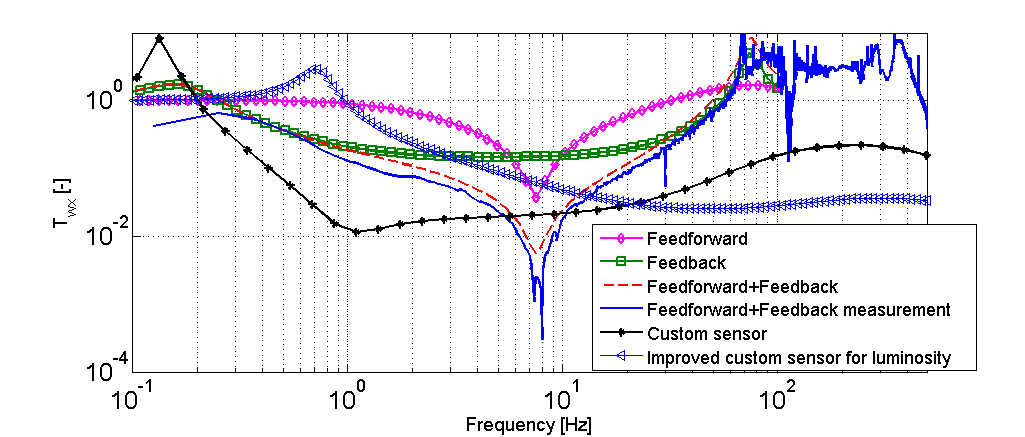 10^0
10^-2
10^-4
T_wx [-]
Feedforward
Feedback
Feedforward+Feedback
Feedforward+Feedback measurement
Custom sensor
Improved custom sensor for luminosity
10^-1 10^0 10^1 10^2
Frequency [Hz]